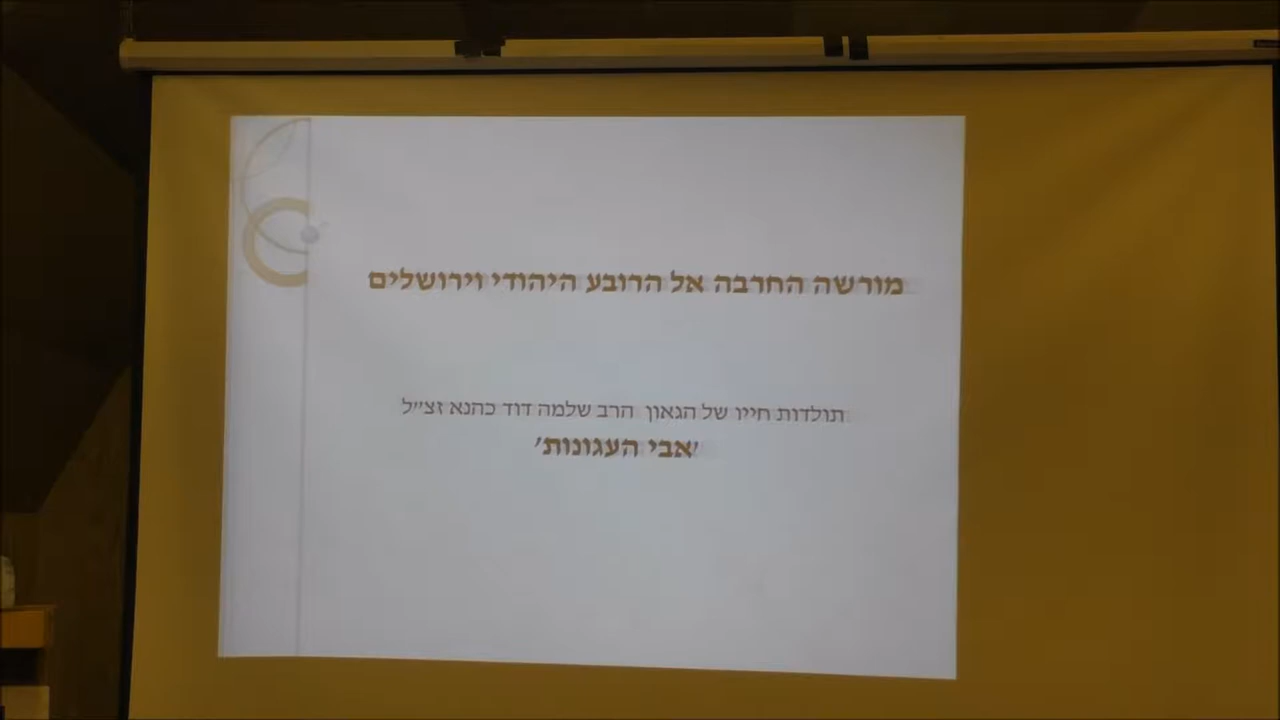 מורשה החרבה אל הרובע היהודי וירושלים
תולדות חייו של הגאון הרב שלמה דוד כהנא זצ"ל
'אבי העגונות'